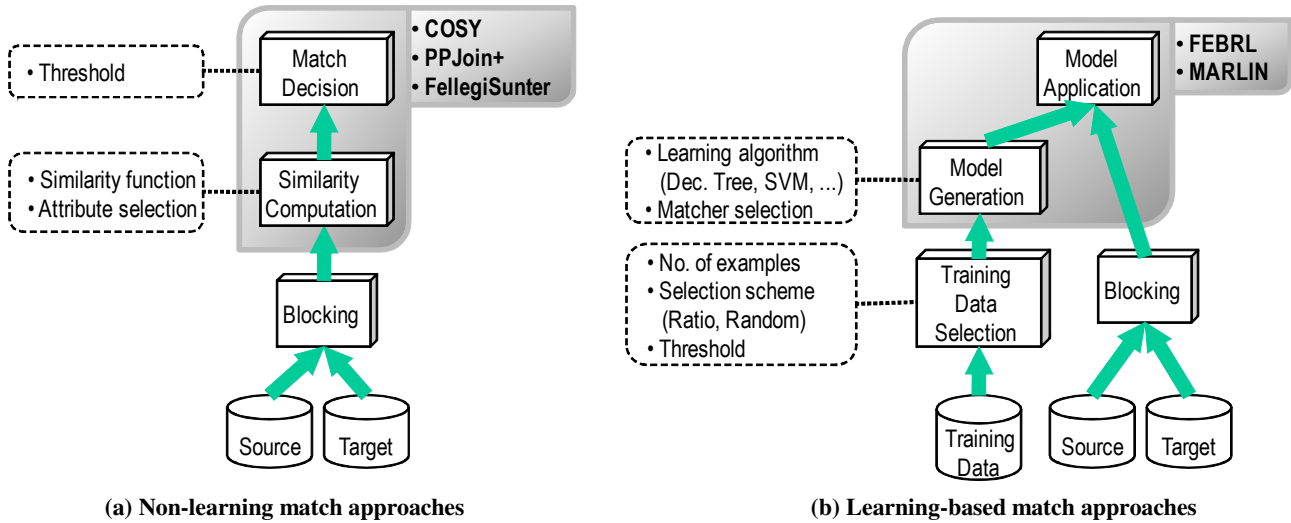 • COSY
• PPJoin+
• FellegiSunter
Match
Decision
• Threshold
• Similarity function
• Attribute selection
Similarity
Computation
Blocking
Source
Target
(a) Non-learning match approaches
• FEBRL
• MARLIN
Model
Application
• Learning algorithm
(Dec. Tree, SVM, ...)
• Matcher selection
Model
Generation
• No. of examples
• Selection scheme
(Ratio, Random)
• Threshold
Training
Data
Selection
Blocking
Training
Data
Source
Target
(b) Learning-based match approaches